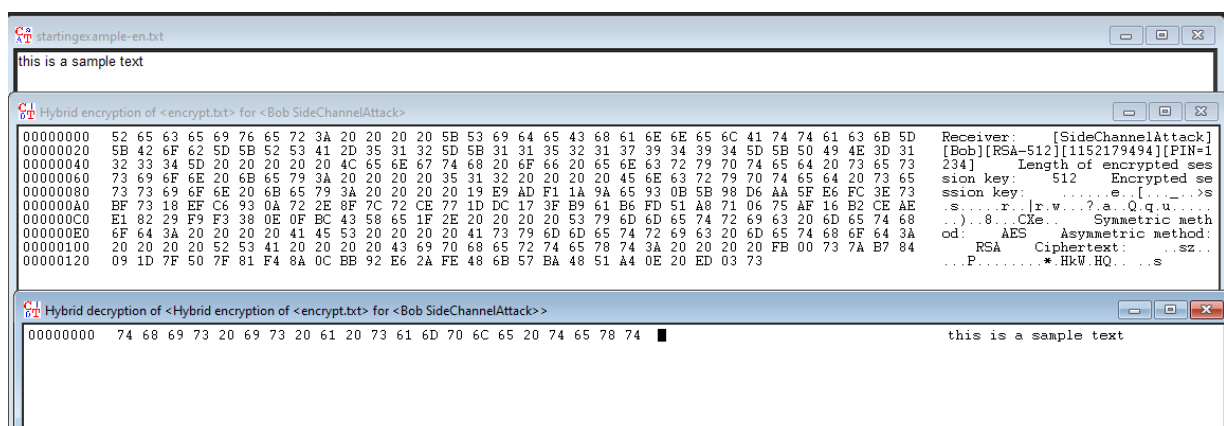 startingexample-en.txt
this is a sample text
Hybrid encryption of <encrypt.txt> for <Bob SideChannelAttack>
00000000 52 65 63 65 69 76 65 72 3A 20 20 20 20 5B 53 69 64 65 43 68 61 6E 6E 65 6C 41 74 74 61 63 6B 5D Receiver: [SideChannelAttack]
00000020 5B 42 6F 62 5D 5B 52 53 41 2D 35 31 32 5D 5B 31 31 35 32 31 37 39 34 39 34 5D 5B 50 49 4E 3D 31 [Bob][RSA-512][1152179494][PIN=1
00000040 32 33 34 5D 20 20 20 20 20 4C 65 6E 67 74 68 20 6F 66 20 65 6E 63 72 79 70 74 65 64 20 73 65 73 234] Length of encrypted ses
00000060 73 69 6F 6E 20 6B 65 79 3A 20 20 20 20 35 31 32 20 20 20 20 45 6E 63 72 79 70 74 65 64 20 73 65 sion key: 512 Encrypted se
00000080 73 73 69 6F 6E 20 6B 65 79 3A 20 20 20 20 19 E9 AD F1 1A 9A 65 93 0B 5B 98 D6 AA 5F E6 FC 3E 73 ssion key: ......e..[..._..>s
000000A0 BF 73 18 EF C6 93 0A 72 2E 8F 7C 72 CE 77 1D DC 17 3F B9 61 B6 FD 51 A8 71 06 75 AF 16 B2 CE AE .s.....r..|r.w...?.a..Q.q.u.....
000000C0 E1 82 29 F9 F3 38 0E 0F BC 43 58 65 1F 2E 20 20 20 20 53 79 6D 6D 65 74 72 69 63 20 6D 65 74 68 ..)..8...CXe.. Symmetric meth
000000E0 6F 64 3A 20 20 20 20 41 45 53 20 20 20 20 41 73 79 6D 6D 65 74 72 69 63 20 6D 65 74 68 6F 64 3A od: AES Asymmetric method:
00000100 20 20 20 20 52 53 41 20 20 20 20 43 69 70 68 65 72 74 65 78 74 3A 20 20 20 20 FB 00 73 7A B7 84 RSA Ciphertext: ..sz..
00000120 09 1D 7F 50 7F 81 F4 8A 0C BB 92 E6 2A FE 48 6B 57 BA 48 51 A4 0E 20 ED 03 73 ...P........*.HkW.HQ.. ..s
Hybrid decryption of <Hybrid encryption of <encrypt.txt> for <Bob SideChannelAttack>>
00000000 74 68 69 73 20 69 73 20 61 20 73 61 6D 70 6C 65 20 74 65 78 74 this is a sample text